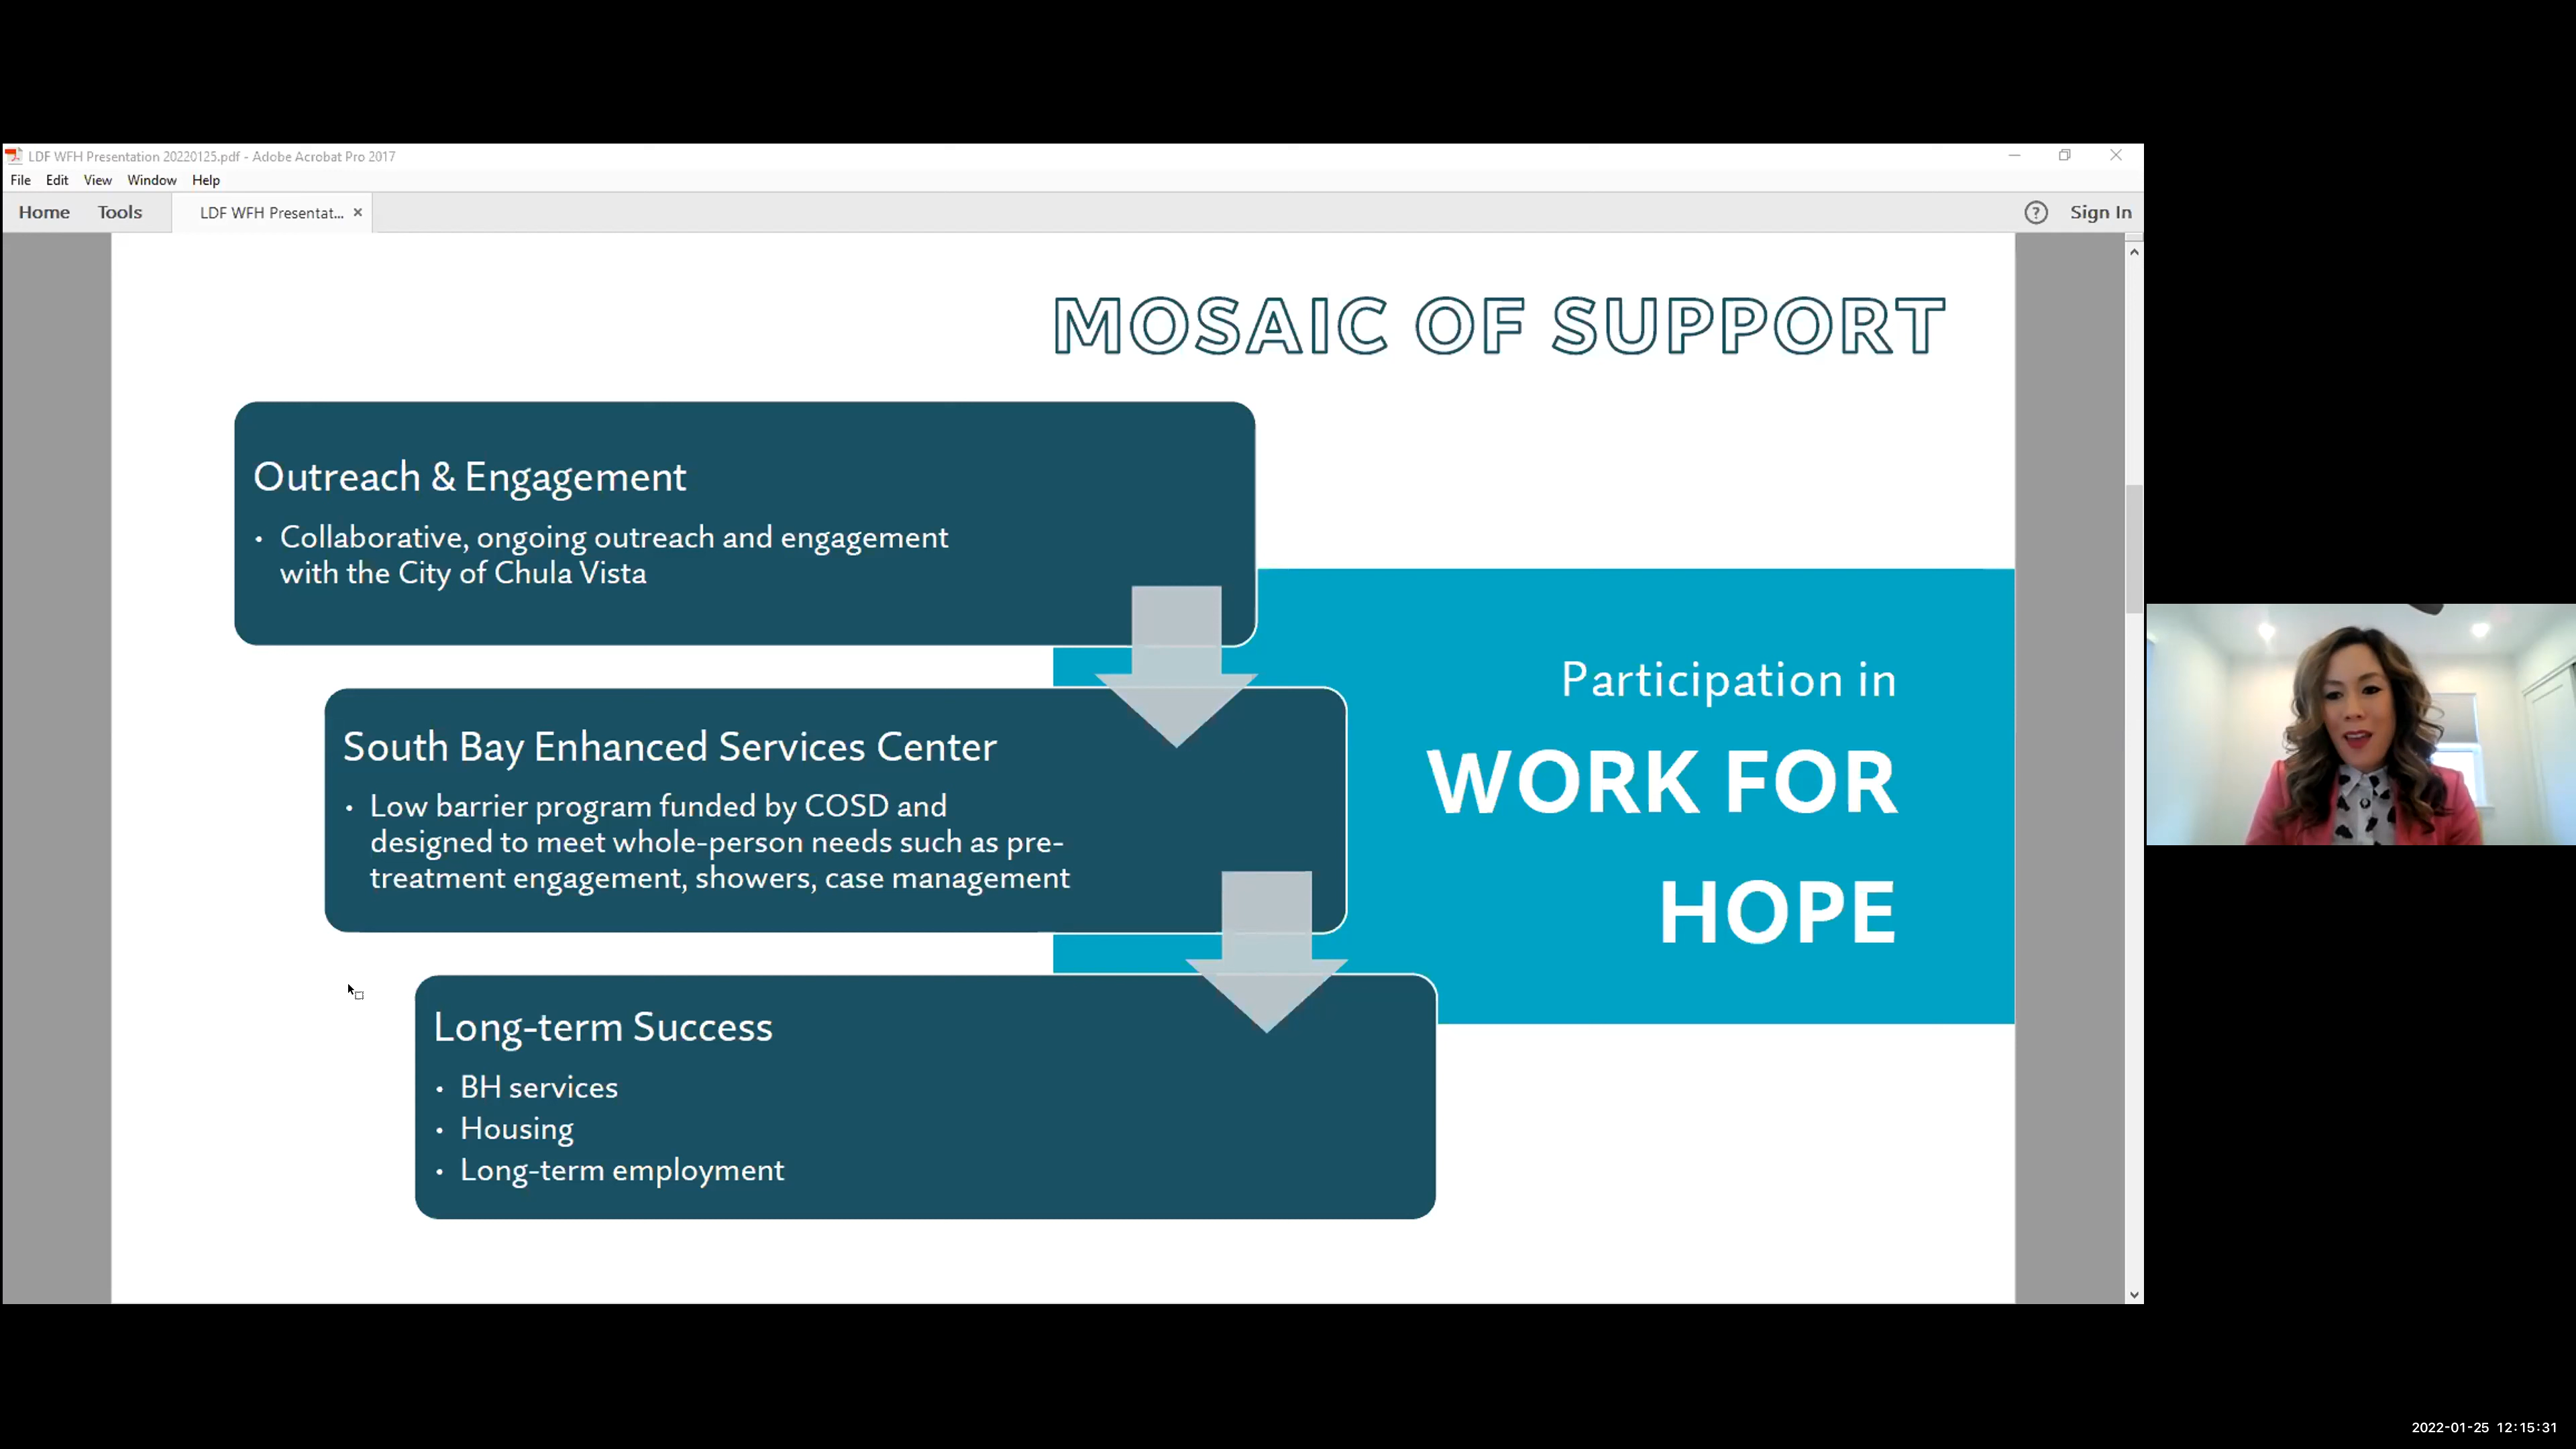 LDF WFH Presentation 20220125.pdf - Adobe Acrobat Pro 2017
File Edit View Window Help
Home Tools LDF WFH Presentat... × ? Sign In
MOSAIC OF SUPPORT
Outreach & Engagement
• Collaborative, ongoing outreach and engagement
with the City of Chula Vista
South Bay Enhanced Services Center
• Low barrier program funded by COSD and
designed to meet whole-person needs such as pre-
treatment engagement, showers, case management
Long-term Success
• BH services
• Housing
• Long-term employment
Participation in
WORK FOR
HOPE
2022-01-25 12:15:31